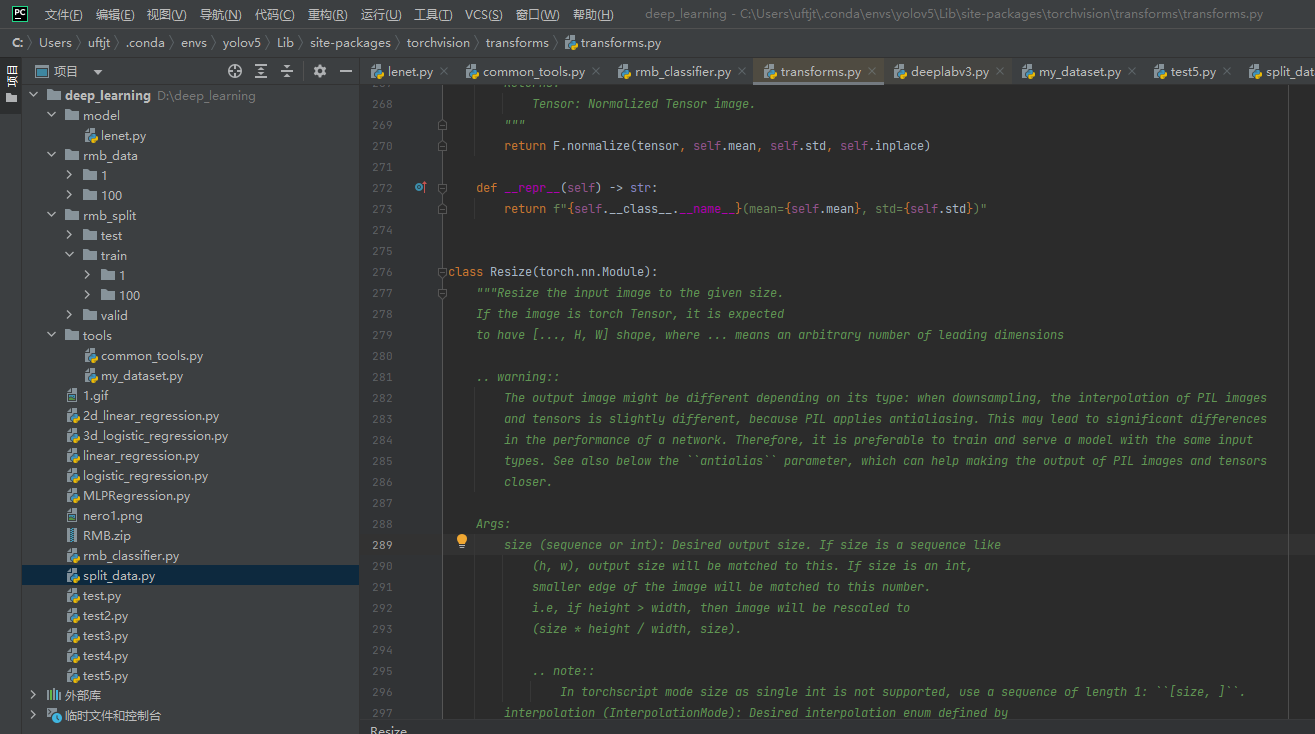 PC 文件(F) 编辑(E) 视图(V) 导航(N) 代码(C) 重构(R) 运行(U) 工具(T) VCS(S) 窗口(W) 帮助(H) deep_learning - C:\Users\uftjt\.conda\envs\yolov5\Lib\site-packages\torchvision\transforms\transforms.py
C: Users uftjt .conda envs yolov5 Lib site-packages torchvision transforms transforms.py
项目
项目
lenet.py common_tools.py rmb_classifier.py transforms.py deeplabv3.py my_dataset.py test5.py split_dat
deep_learning D:\deep_learning
model
lenet.py
rmb_data
1
100
rmb_split
test
train
1
100
valid
tools
common_tools.py
my_dataset.py
1.gif
2d_linear_regression.py
3d_logistic_regression.py
linear_regression.py
logistic_regression.py
MLPRegression.py
nero1.png
RMB.zip
rmb_classifier.py
split_data.py
test.py
test2.py
test3.py
test4.py
test5.py
外部库
临时文件和控制台
268 Tensor: Normalized Tensor image.
269 """
270 return F.normalize(tensor, self.mean, self.std, self.inplace)
271
272 def __repr__(self) -> str:
273 return f"{self.__class__.__name__}(mean={self.mean}, std={self.std})"
274
275
276 class Resize(torch.nn.Module):
277 """Resize the input image to the given size.
278 If the image is torch Tensor, it is expected
279 to have [..., H, W] shape, where ... means an arbitrary number of leading dimensions
280
281 .. warning::
282 The output image might be different depending on its type: when downsampling, the interpolation of PIL images
283 and tensors is slightly different, because PIL applies antialiasing. This may lead to significant differences
284 in the performance of a network. Therefore, it is preferable to train and serve a model with the same input
285 types. See also below the ``antialias`` parameter, which can help making the output of PIL images and tensors
286 closer.
287
288 Args:
289 size (sequence or int): Desired output size. If size is a sequence like
290 (h, w), output size will be matched to this. If size is an int,
291 smaller edge of the image will be matched to this number.
292 i.e, if height > width, then image will be rescaled to
293 (size * height / width, size).
294
295 .. note::
296 In torchscript mode size as single int is not supported, use a sequence of length 1: ``[size, ]``.
297 interpolation (InterpolationMode): Desired interpolation enum defined by
Resize